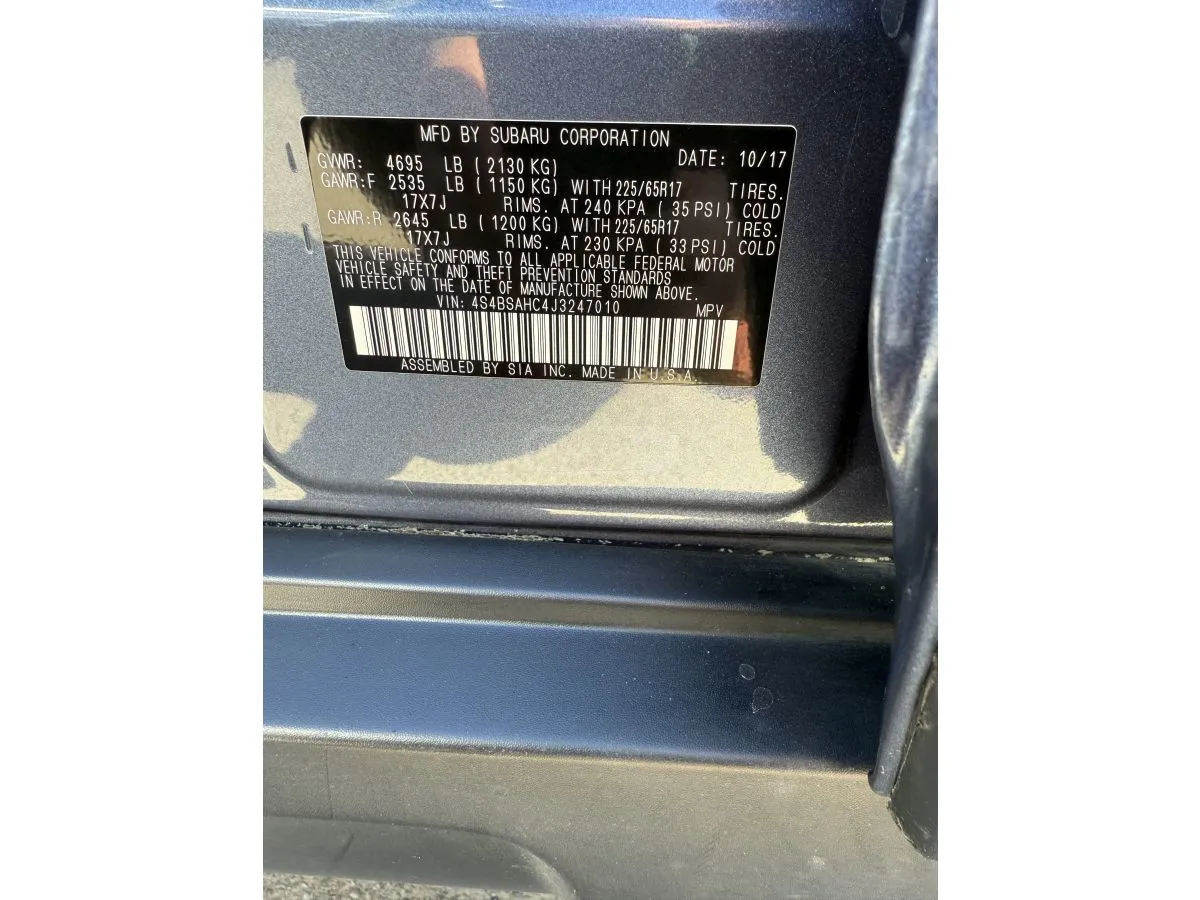 MFD BY SUBARU CORPORATION
GVWR: 4695 LB ( 2130 KG) DATE: 10/17
GAWR:F 2535 LB ( 1150 KG) WITH 225/65R17 TIRES.
17X7J RIMS. AT 240 KPA ( 35 PSI) COLD
GAWR:R 2645 LB ( 1200 KG) WITH 225/65R17 TIRES.
17X7J RIMS. AT 230 KPA ( 33 PSI) COLD
THIS VEHICLE CONFORMS TO ALL APPLICABLE FEDERAL MOTOR
VEHICLE SAFETY AND THEFT PREVENTION STANDARDS
IN EFFECT ON THE DATE OF MANUFACTURE SHOWN ABOVE.
VIN: 4S4BSAHC4J3247010 MPV
ASSEMBLED BY SIA INC. MADE IN U.S.A.